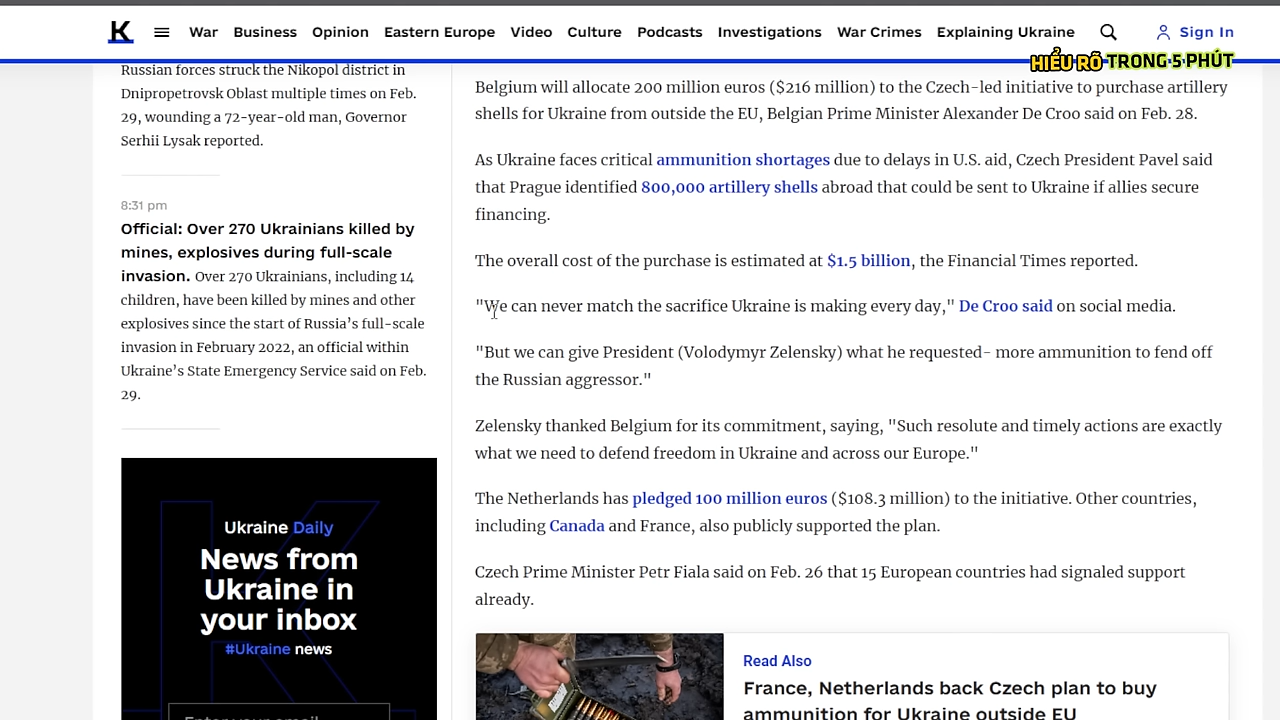 K War Business Opinion Eastern Europe Video Culture Podcasts Investigations War Crimes Explaining Ukraine Sign In
HIỂU RÕ TRONG 5 PHÚT
Russian forces struck the Nikopol district in
Dnipropetrovsk Oblast multiple times on Feb.
29, wounding a 72-year-old man, Governor
Serhii Lysak reported.
8:31 pm
Official: Over 270 Ukrainians killed by
mines, explosives during full-scale
invasion. Over 270 Ukrainians, including 14
children, have been killed by mines and other
explosives since the start of Russia’s full-scale
invasion in February 2022, an official within
Ukraine’s State Emergency Service said on Feb.
29.
Ukraine Daily
News from
Ukraine in
your inbox
#Ukraine news
Enter your email
Belgium will allocate 200 million euros ($216 million) to the Czech-led initiative to purchase artillery
shells for Ukraine from outside the EU, Belgian Prime Minister Alexander De Croo said on Feb. 28.
As Ukraine faces critical ammunition shortages due to delays in U.S. aid, Czech President Pavel said
that Prague identified 800,000 artillery shells abroad that could be sent to Ukraine if allies secure
financing.
The overall cost of the purchase is estimated at $1.5 billion, the Financial Times reported.
"We can never match the sacrifice Ukraine is making every day," De Croo said on social media.
"But we can give President (Volodymyr Zelensky) what he requested- more ammunition to fend off
the Russian aggressor."
Zelensky thanked Belgium for its commitment, saying, "Such resolute and timely actions are exactly
what we need to defend freedom in Ukraine and across our Europe."
The Netherlands has pledged 100 million euros ($108.3 million) to the initiative. Other countries,
including Canada and France, also publicly supported the plan.
Czech Prime Minister Petr Fiala said on Feb. 26 that 15 European countries had signaled support
already.
Read Also
France, Netherlands back Czech plan to buy
ammunition for Ukraine outside EU